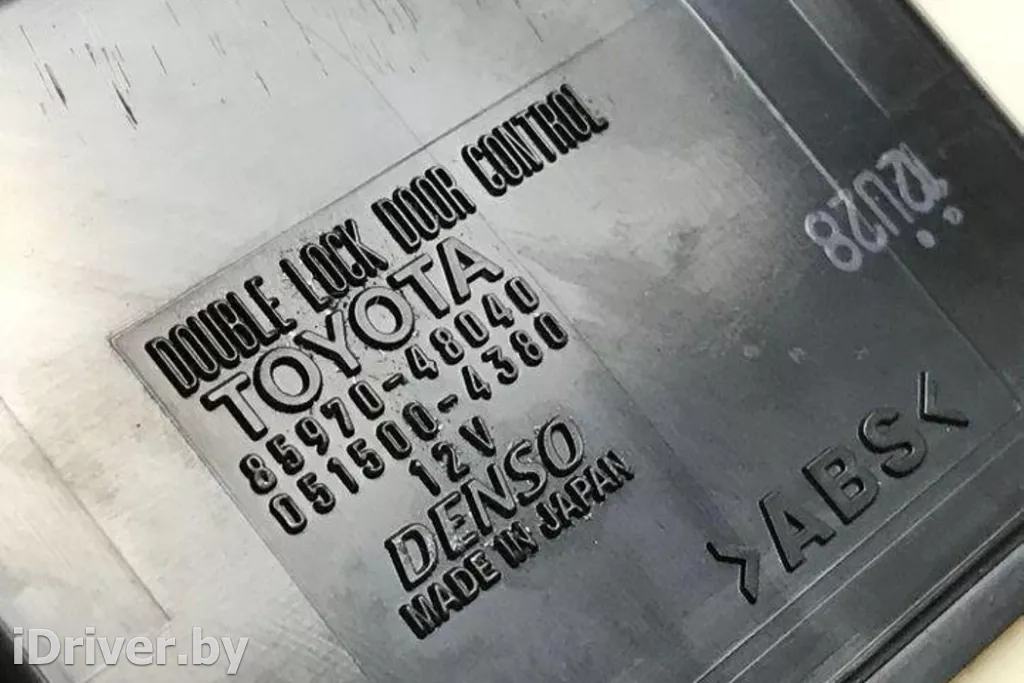 DOUBLE LOCK DOOR CONTROL
TOYOTA
85970-48040
051500-4380
12V
DENSO
MADE IN JAPAN
>ABS<
12U28
iDriver.by